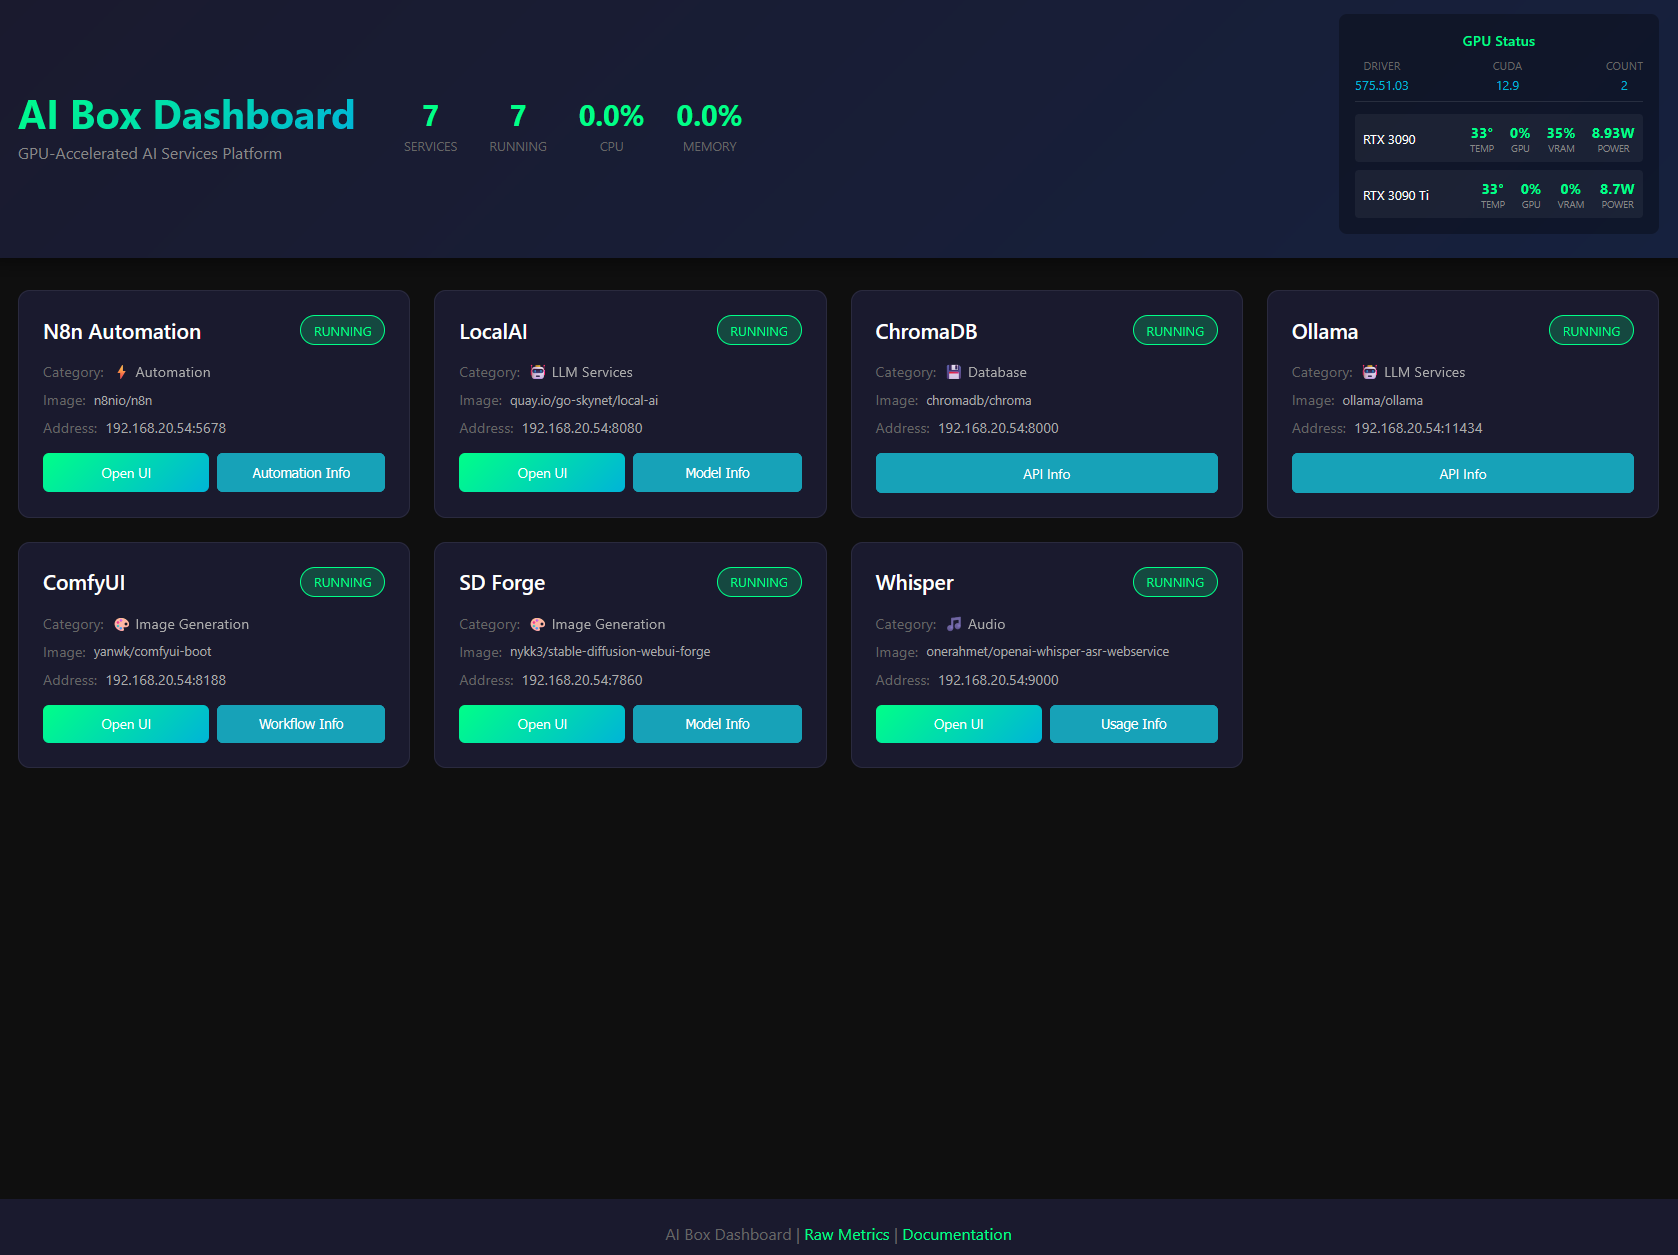 AI Box Dashboard
GPU-Accelerated AI Services Platform
7
SERVICES
7
RUNNING
0.0%
CPU
0.0%
MEMORY
GPU Status
DRIVER CUDA COUNT
575.51.03 12.9 2
RTX 3090 33° 0% 35% 8.93W
TEMP GPU VRAM POWER
RTX 3090 Ti 33° 0% 0% 8.7W
TEMP GPU VRAM POWER
N8n Automation RUNNING
Category: Automation
Image: n8nio/n8n
Address: 192.168.20.54:5678
Open UI Automation Info
LocalAI RUNNING
Category: LLM Services
Image: quay.io/go-skynet/local-ai
Address: 192.168.20.54:8080
Open UI Model Info
ChromaDB RUNNING
Category: Database
Image: chromadb/chroma
Address: 192.168.20.54:8000
API Info
Ollama RUNNING
Category: LLM Services
Image: ollama/ollama
Address: 192.168.20.54:11434
API Info
ComfyUI RUNNING
Category: Image Generation
Image: yanwk/comfyui-boot
Address: 192.168.20.54:8188
Open UI Workflow Info
SD Forge RUNNING
Category: Image Generation
Image: nykk3/stable-diffusion-webui-forge
Address: 192.168.20.54:7860
Open UI Model Info
Whisper RUNNING
Category: Audio
Image: onerahmet/openai-whisper-asr-webservice
Address: 192.168.20.54:9000
Open UI Usage Info
AI Box Dashboard | Raw Metrics | Documentation